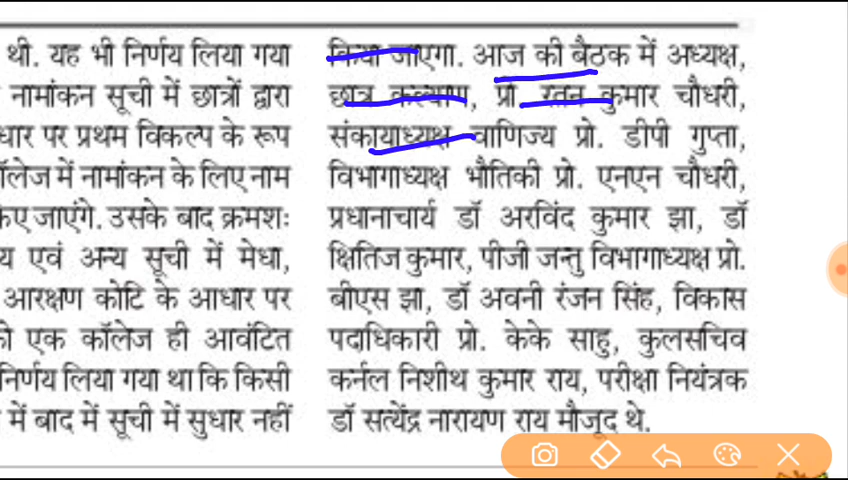 थी. यह भी निर्णय लिया गया
नामांकन सूची में छात्रों द्वारा
धार पर प्रथम विकल्प के रूप
ॉलेज में नामांकन के लिए नाम
कए जाएंगे. उसके बाद क्रमशः
य एवं अन्य सूची में मेधा,
आरक्षण कोटि के आधार पर
एक कॉलेज ही आवंटित
निर्णय लिया गया था कि किसी
में बाद में सूची में सुधार नहीं
किया जाएगा. आज की बैठक में अध्यक्ष,
छात्र कल्याण, प्रो. रतन कुमार चौधरी,
संकायाध्यक्ष वाणिज्य प्रो. डीपी गुप्ता,
विभागाध्यक्ष भौतिकी प्रो. एनएन चौधरी,
प्रधानाचार्य डॉ अरविंद कुमार झा, डॉ
क्षितिज कुमार, पीजी जन्तु विभागाध्यक्ष प्रो.
बीएस झा, डॉ अवनी रंजन सिंह, विकास
पदाधिकारी प्रो. केके साहु, कुलसचिव
कर्नल निशीथ कुमार राय, परीक्षा नियंत्रक
डॉ सत्येंद्र नारायण राय मौजूद थे.